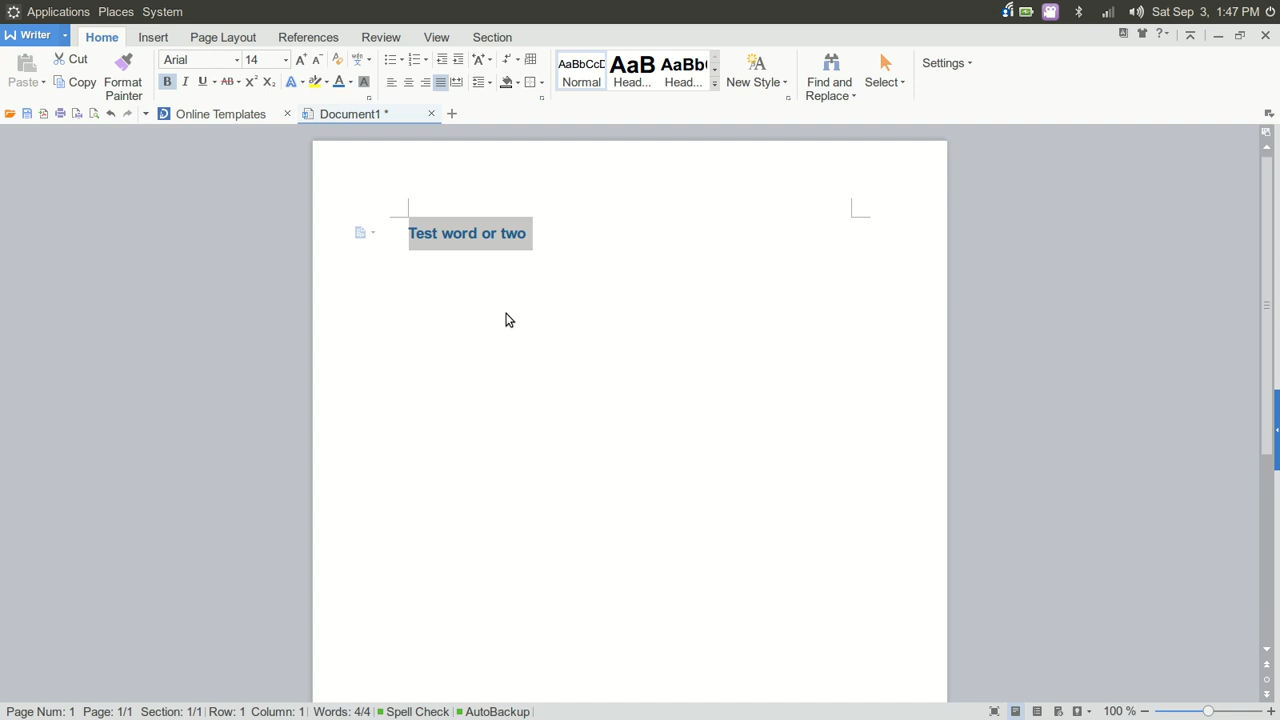 Applications Places System Sat Sep 3, 1:47 PM
Writer Home Insert Page Layout References Review View Section
Cut Arial 14 Settings
Paste Copy Format Painter B I U AB X² X₂ A AaBbCcD Normal AaB Head... AaBb( Head... New Style Find and Replace Select
Online Templates Document1 *
Test word or two
Page Num: 1 Page: 1/1 Section: 1/1 Row: 1 Column: 1 Words: 4/4 Spell Check AutoBackup 100 %